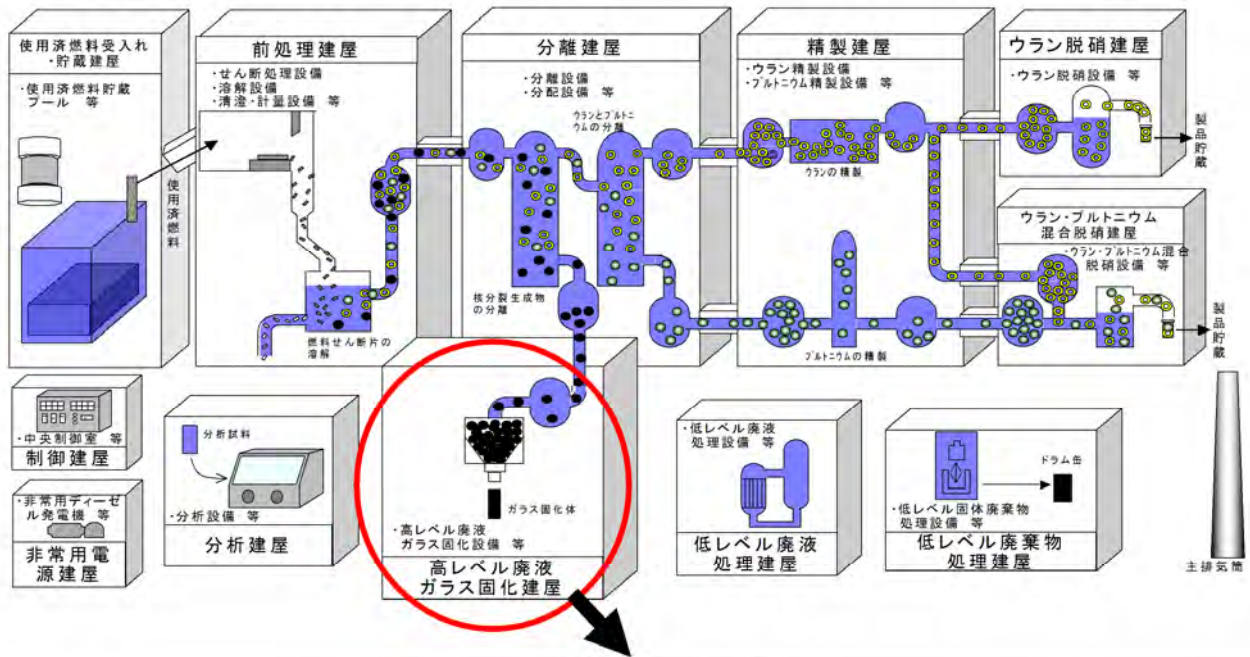 使用済燃料受入れ
・貯蔵建屋
・使用済燃料貯蔵
プール 等
使用済燃料
前処理建屋
・せん断処理設備
・溶解設備
・清澄・計量設備 等
燃料せん断片の
溶解
分離建屋
・分離設備
・分配設備 等
ウランとプルトニ
ウムの分離
核分裂生成物
の分離
精製建屋
・ウラン精製設備
・プルトニウム精製設備 等
ウランの精製
プルトニウムの精製
ウラン脱硝建屋
・ウラン脱硝設備 等
製品貯蔵
ウラン・プルトニウム
混合脱硝建屋
・ウラン・プルトニウム混合
脱硝設備 等
製品貯蔵
・中央制御室 等
制御建屋
・非常用ディーゼ
ル発電機 等
非常用電
源建屋
分析試料
・分析設備 等
分析建屋
ガラス固化体
・高レベル廃液
ガラス固化設備 等
高レベル廃液
ガラス固化建屋
・低レベル廃液
処理設備 等
低レベル廃液
処理建屋
ドラム缶
・低レベル固体廃棄物
処理設備等
低レベル廃棄物
処理建屋
主排気筒